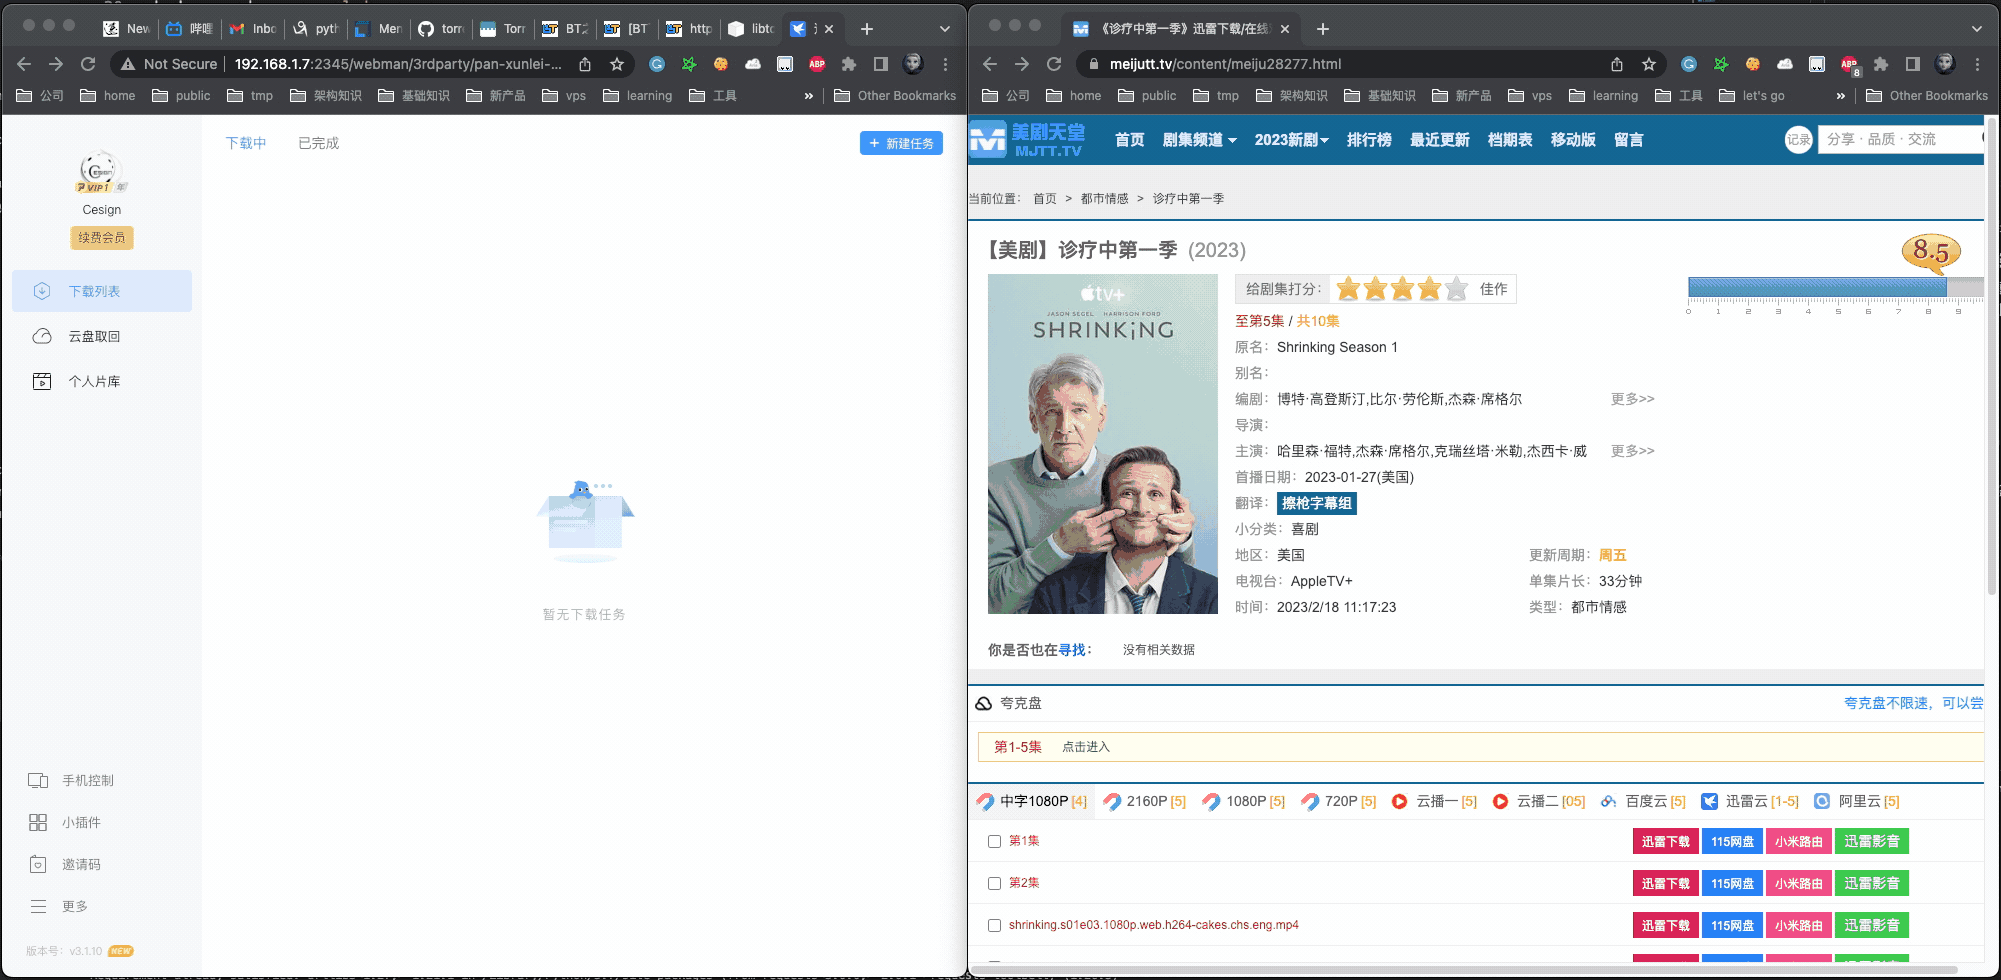 New
哔哩
Inbo
pyth
Men
torre
Torr
BT
[BT
http
libto
Not Secure
192.168.1.7:2345/webman/3rdparty/pan-xunlei-...
公司
home
public
tmp
架构知识
基础知识
新产品
vps
learning
工具
»
Other Bookmarks
Cesign
VIP1 年
Cesign
续费会员
下载列表
云盘取回
个人片库
手机控制
小插件
邀请码
更多
版本号: v3.1.10 NEW
下载中
已完成
+ 新建任务
暂无下载任务
《诊疗中第一季》迅雷下载/在线
meijutt.tv/content/meiju28277.html
ABP
8
公司
home
public
tmp
架构知识
基础知识
新产品
vps
learning
工具
let's go
»
Other Bookmarks
美剧天堂
MJTT.TV
首页
剧集频道
2023新剧
排行榜
最近更新
档期表
移动版
留言
记录
分享 · 品质 · 交流
当前位置： 首页 > 都市情感 > 诊疗中第一季
【美剧】诊疗中第一季 (2023)
8.5
0 1 2 3 4 5 6 7 8 9
tv+
JASON SEGEL HARRISON FORD
SHRINKiNG
给剧集打分：
佳作
至第5集 / 共10集
原名：Shrinking Season 1
别名：
编剧：博特·高登斯汀,比尔·劳伦斯,杰森·席格尔
更多>>
导演：
主演：哈里森·福特,杰森·席格尔,克瑞丝塔·米勒,杰西卡·威
更多>>
首播日期：2023-01-27(美国)
翻译：擦枪字幕组
小分类：喜剧
地区：美国
更新周期：周五
电视台：AppleTV+
单集片长：33分钟
时间：2023/2/18 11:17:23
类型：都市情感
你是否也在寻找：
没有相关数据
夸克盘
夸克盘不限速，可以尝
第1-5集 点击进入
中字1080P [4]
2160P [5]
1080P [5]
720P [5]
云播一 [5]
云播二 [05]
百度云 [5]
迅雷云 [1-5]
阿里云 [5]
第1集
迅雷下载 115网盘 小米路由 迅雷影音
第2集
迅雷下载 115网盘 小米路由 迅雷影音
shrinking.s01e03.1080p.web.h264-cakes.chs.eng.mp4
迅雷下载 115网盘 小米路由 迅雷影音